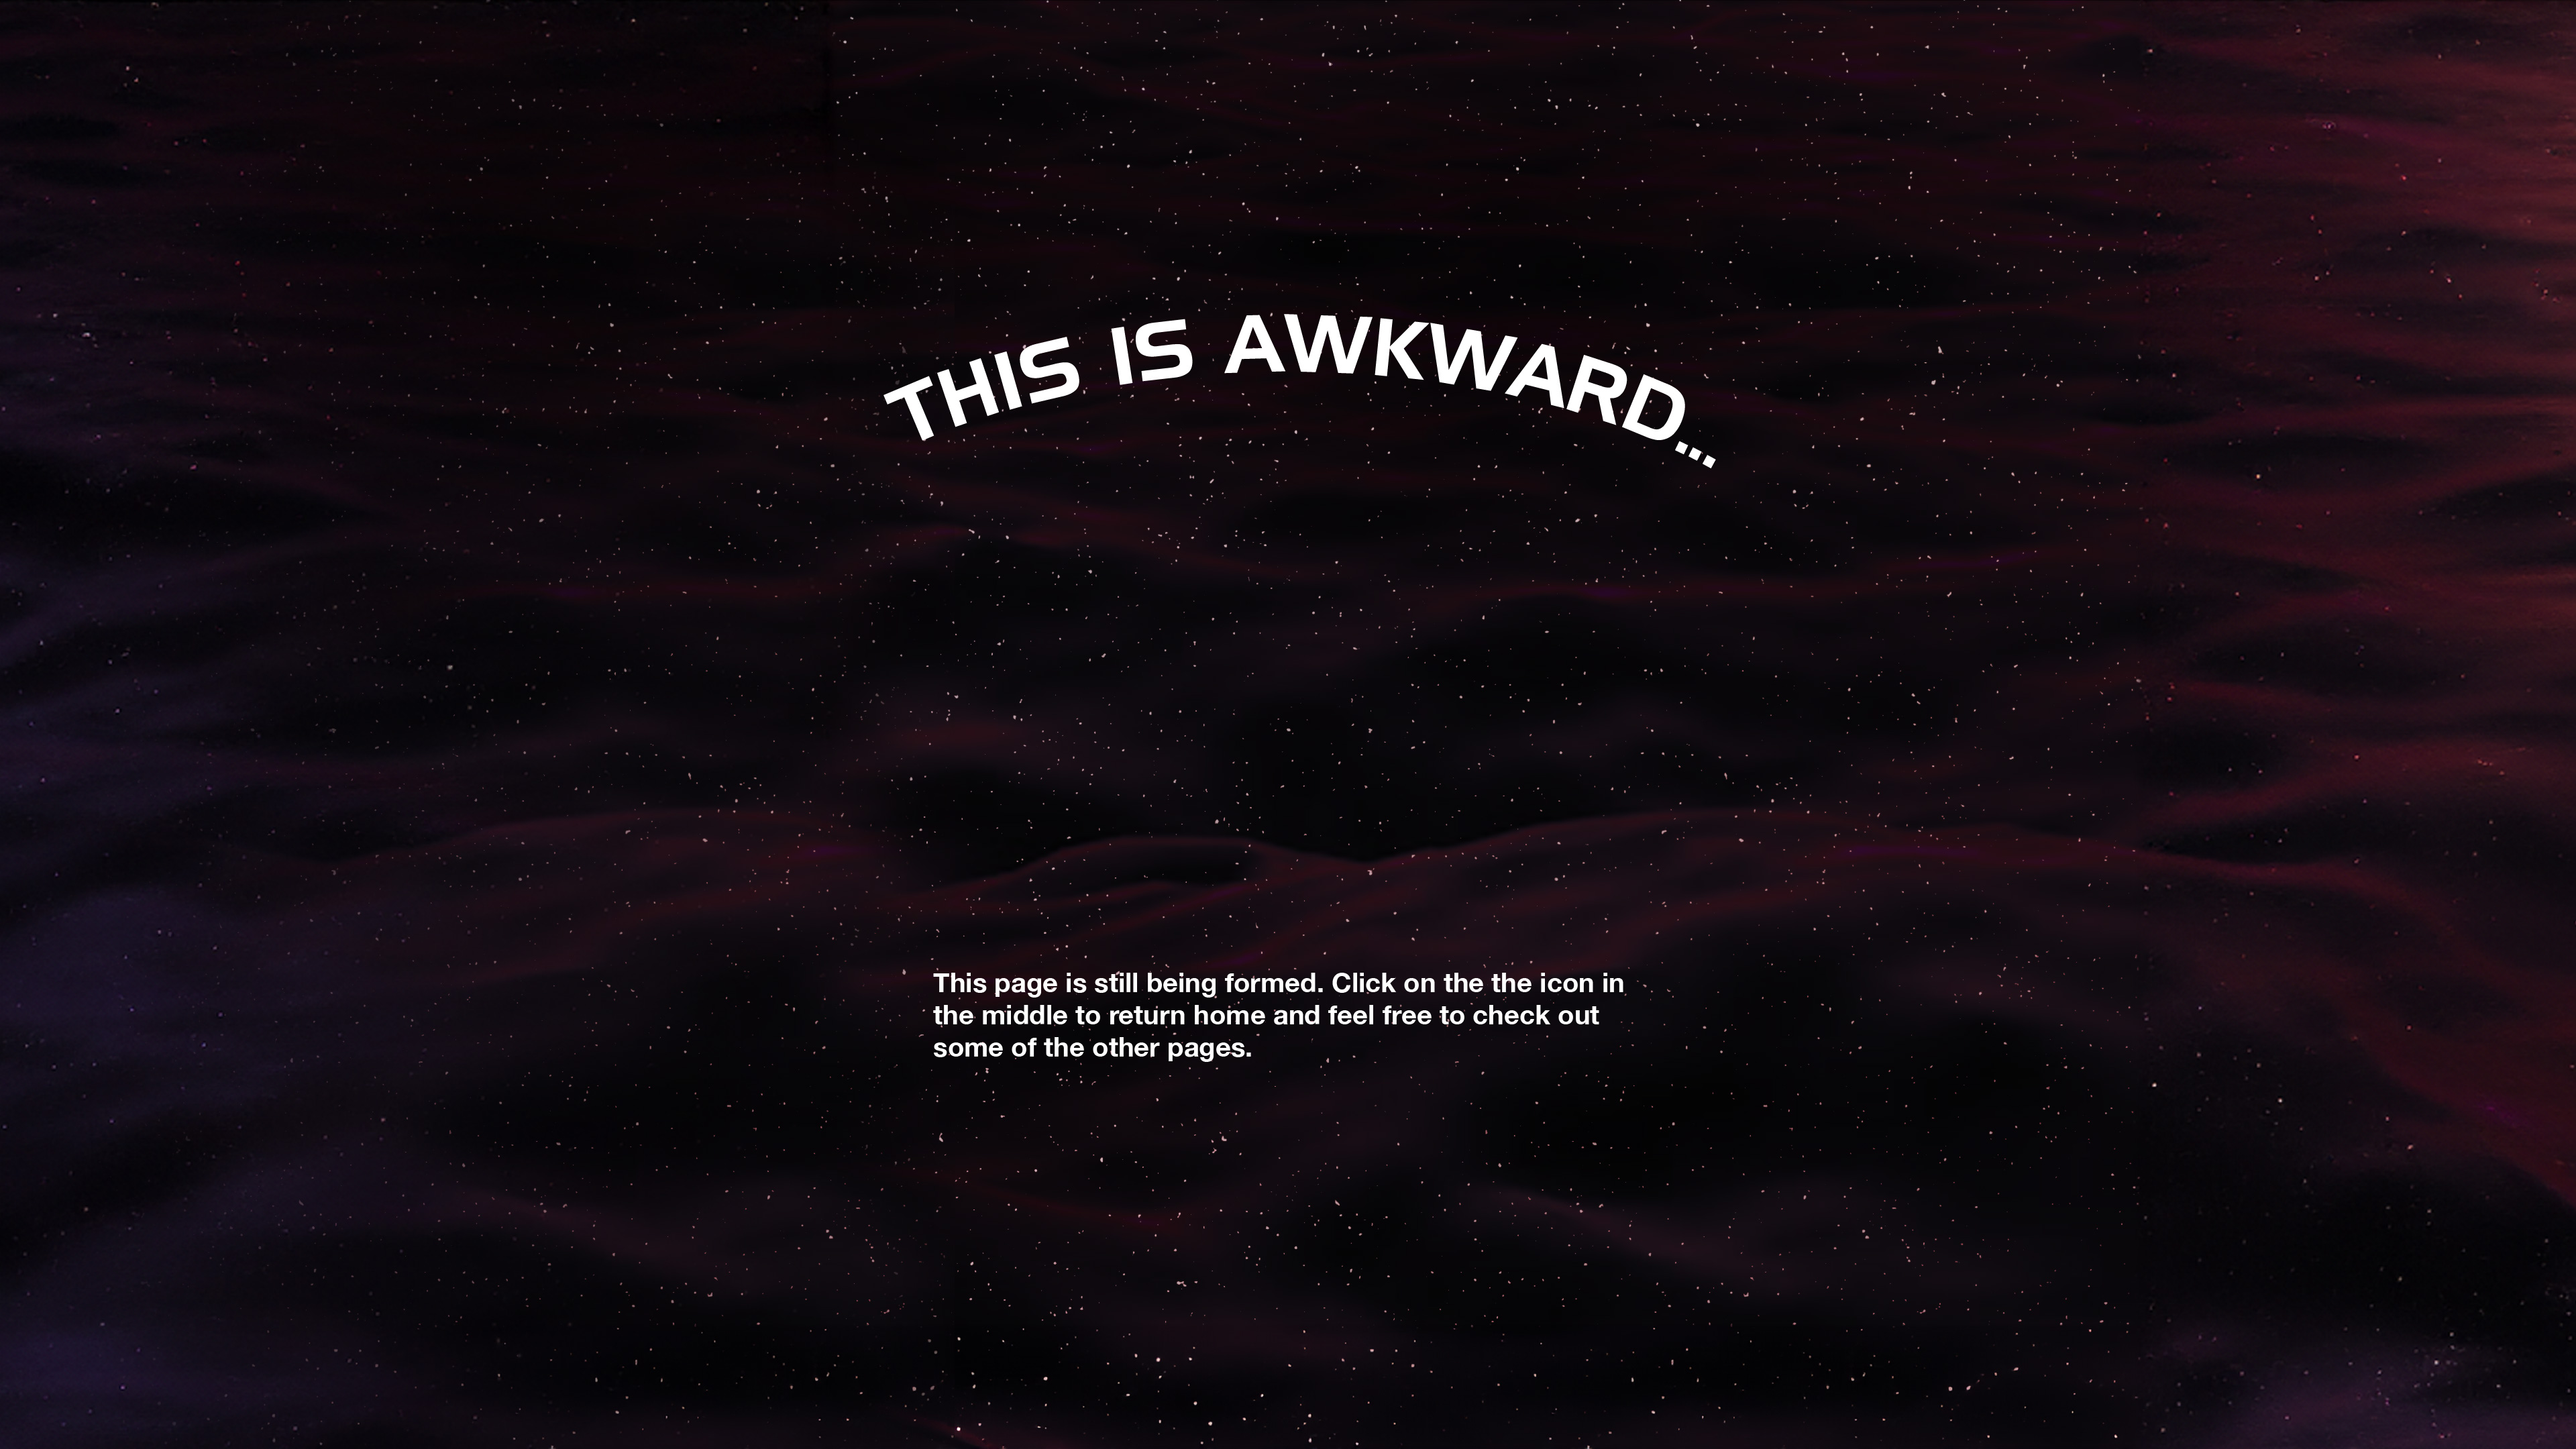 THIS IS AWKWARD...
This page is still being formed. Click on the the icon in
the middle to return home and feel free to check out
some of the other pages.